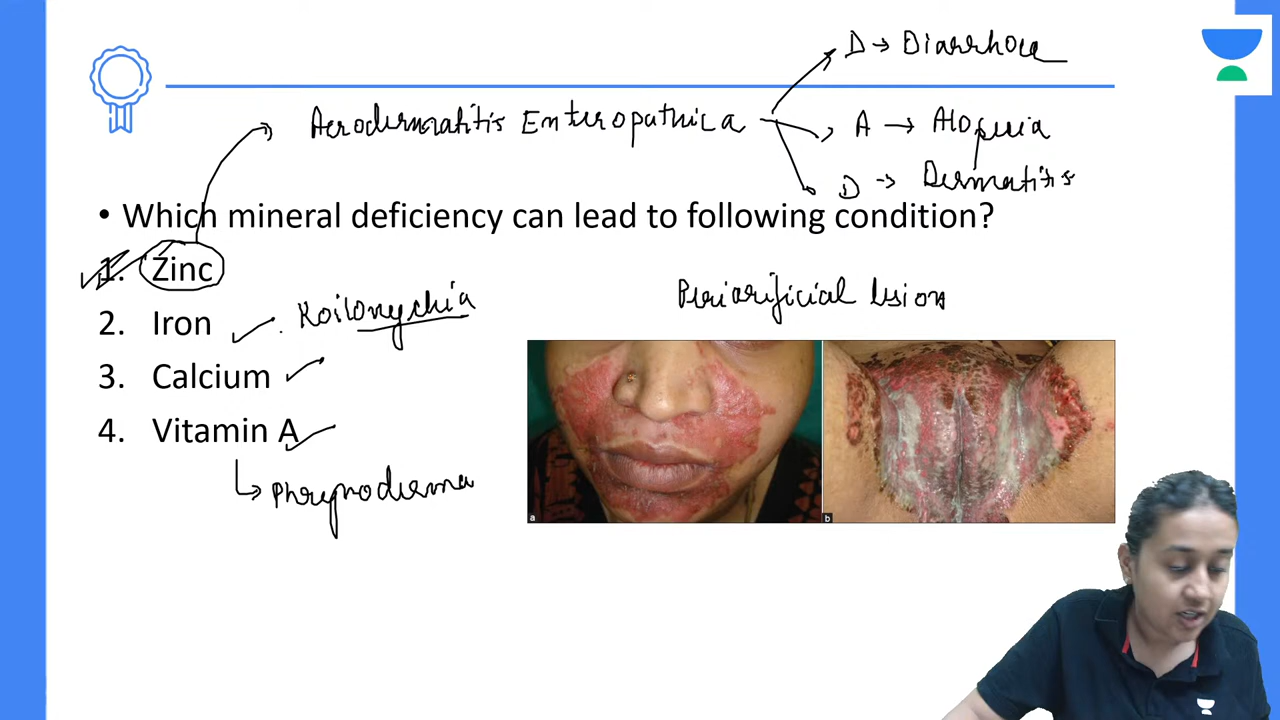 D → Diarrhoea
Acrodermatitis Enteropathica
A → Alopecia
D → Dermatitis
• Which mineral deficiency can lead to following condition?
1. Zinc
Periorificial lesion
2. Iron
Koilonychia
3. Calcium
4. Vitamin A
Phrynoderma
a
b